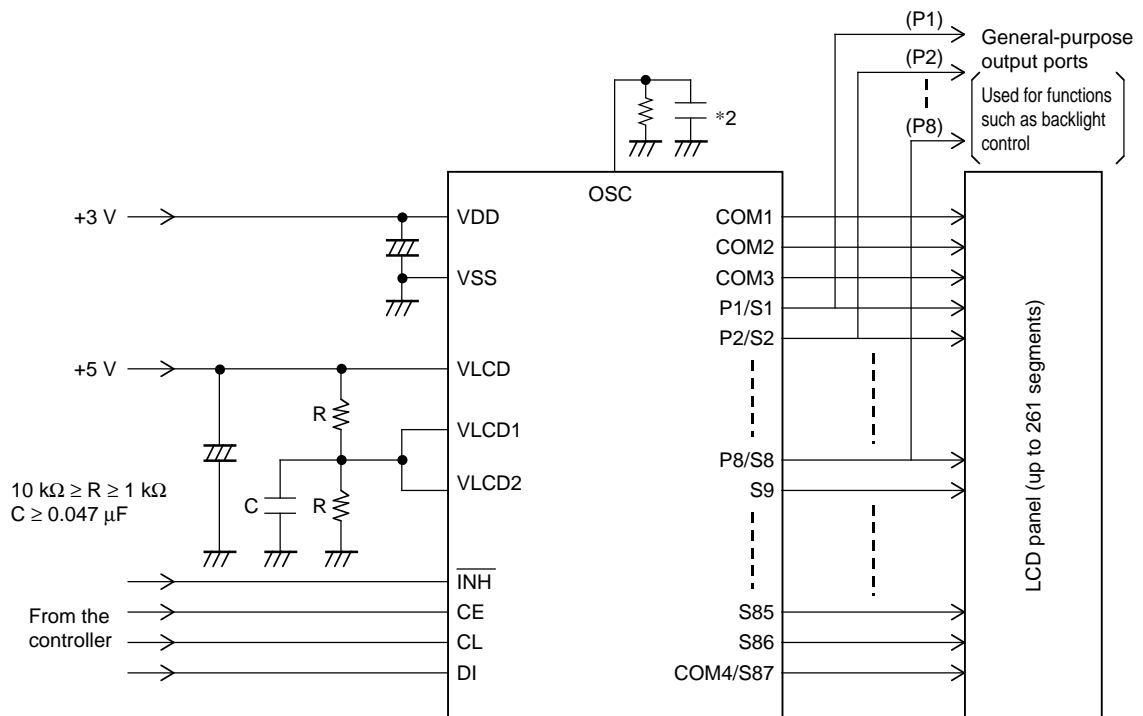 (P1)
General-purpose
output ports
(P2)
Used for functions
such as backlight
control
(P8)
*2
OSC
+3 V
VDD
VSS
+5 V
VLCD
R
VLCD1
VLCD2
C
R
10 kΩ ≥ R ≥ 1 kΩ
C ≥ 0.047 µF
INH
From the
controller
CE
CL
DI
COM1
COM2
COM3
P1/S1
P2/S2
P8/S8
S9
S85
S86
COM4/S87
LCD panel (up to 261 segments)